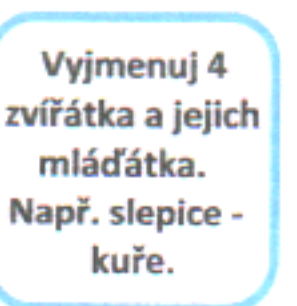 Vyjmenuj 4
zvířátka a jejich
mláďátka.
Např. slepice -
kuře.